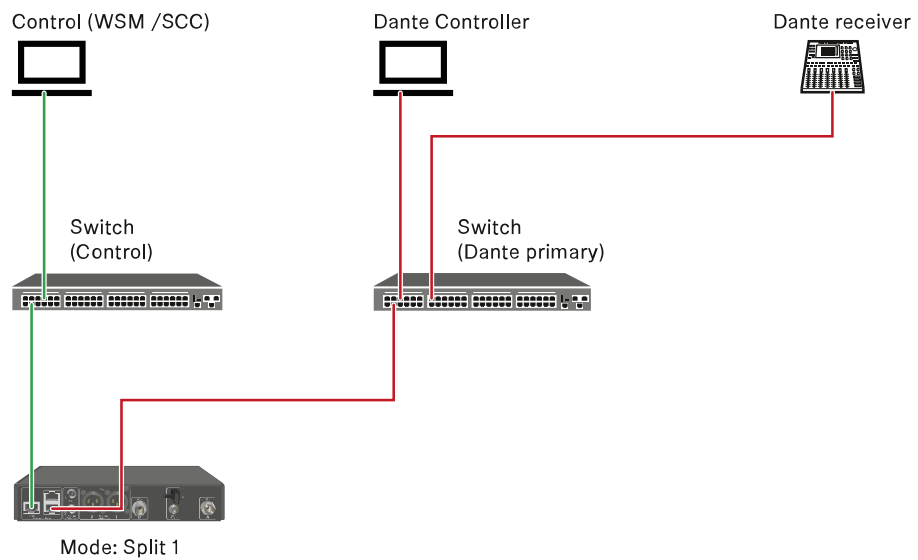 Control (WSM /SCC)
Dante Controller
Dante receiver
Switch
(Control)
Switch
(Dante primary)
Mode: Split 1